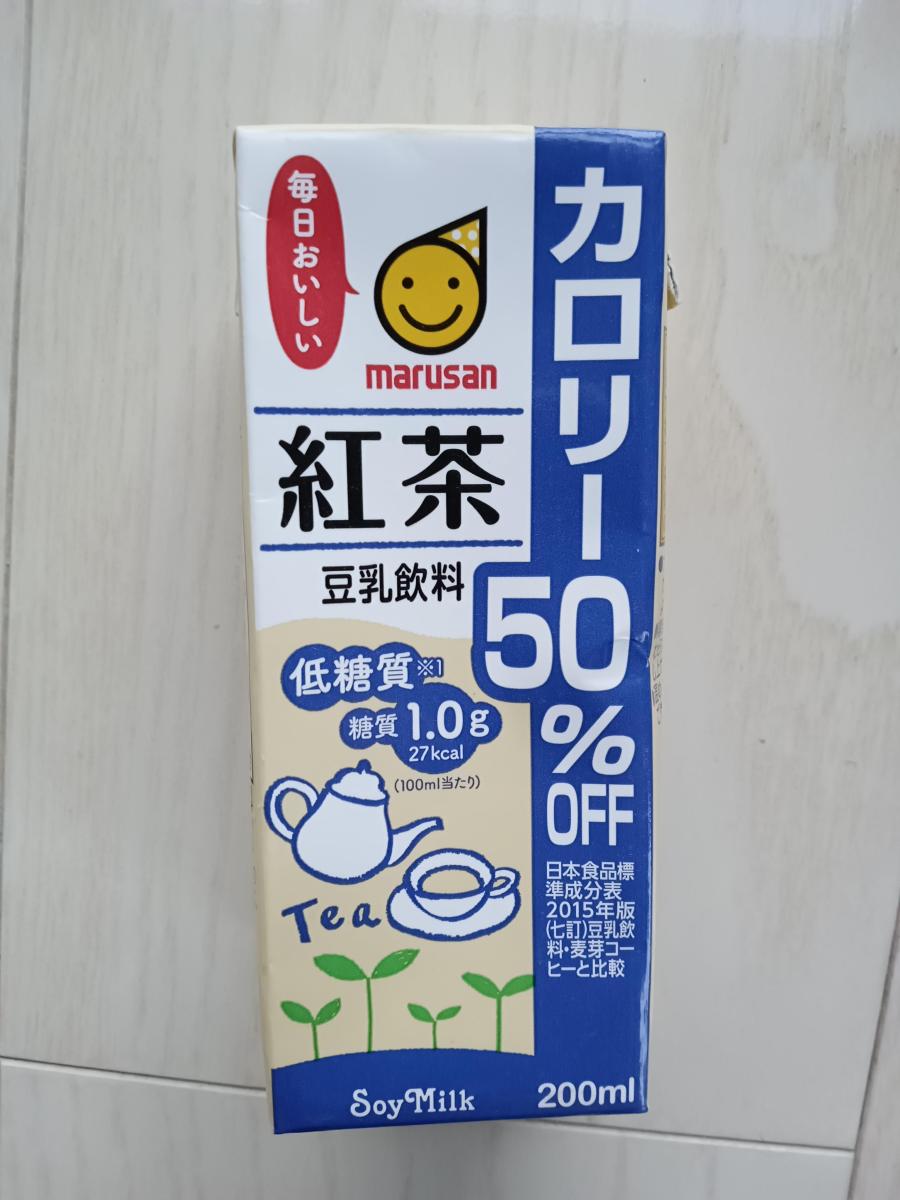 毎日おいしい
marusan
紅茶
豆乳飲料
低糖質※1
糖質1.0g
27kcal
(100ml当たり)
Tea
Soy Milk
カロリー50%OFF
日本食品標
準成分表
2015年版
(七訂)豆乳飲
料・麦芽コー
ヒーと比較
200ml